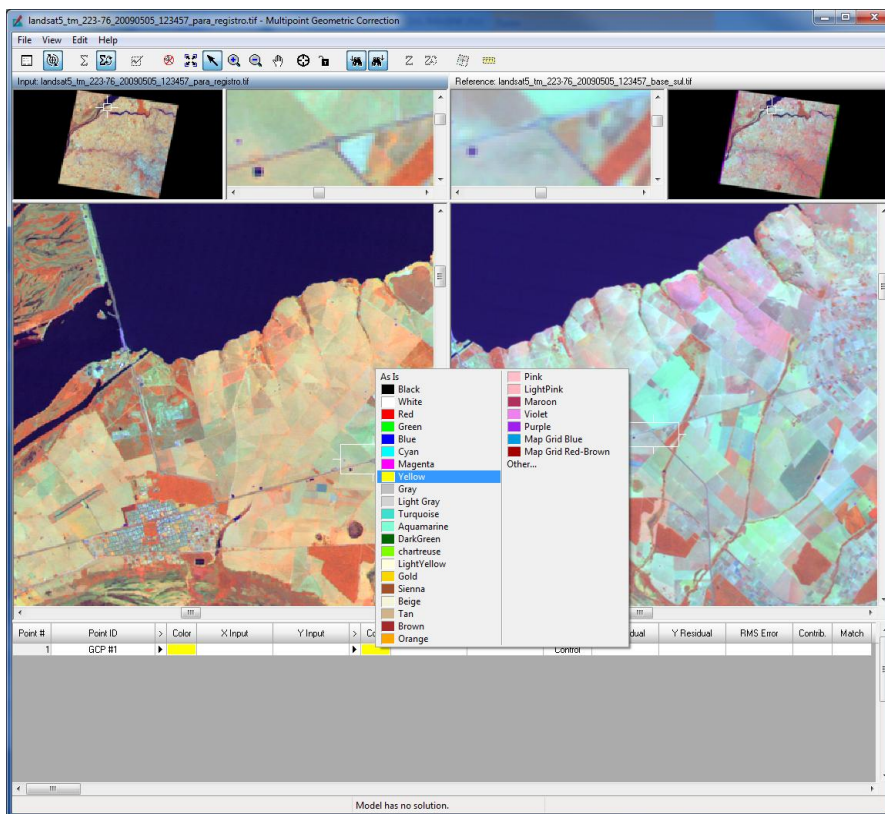 landsat5_tm_223-76_20090505_123457_para_registro.tif - Multipoint Geometric Correction
File View Edit Help
Input: landsat5_tm_223-76_20090505_123457_para_registro.tif
Reference: landsat5_tm_223-76_20090505_123457_base_sul.tif
As Is
Black
White
Red
Green
Blue
Cyan
Magenta
Yellow
Gray
Light Gray
Turquoise
Aquamarine
DarkGreen
chartreuse
LightYellow
Gold
Sienna
Beige
Tan
Brown
Orange
Pink
LightPink
Maroon
Violet
Purple
Map Grid Blue
Map Grid Red-Brown
Other...
Point # Point ID > Color X Input Y Input > Co dual Y Residual RMS Error Contrib. Match
1 GCP #1 Control
Model has no solution.